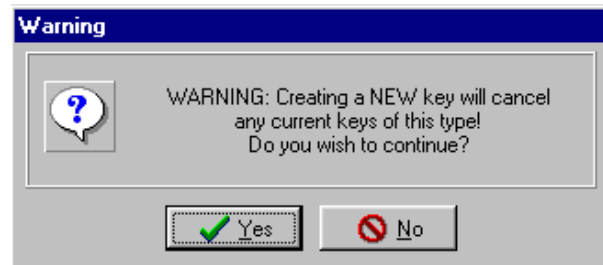 Warning
WARNING: Creating a NEW key will cancel
any current keys of this type!
Do you wish to continue?
Yes
No